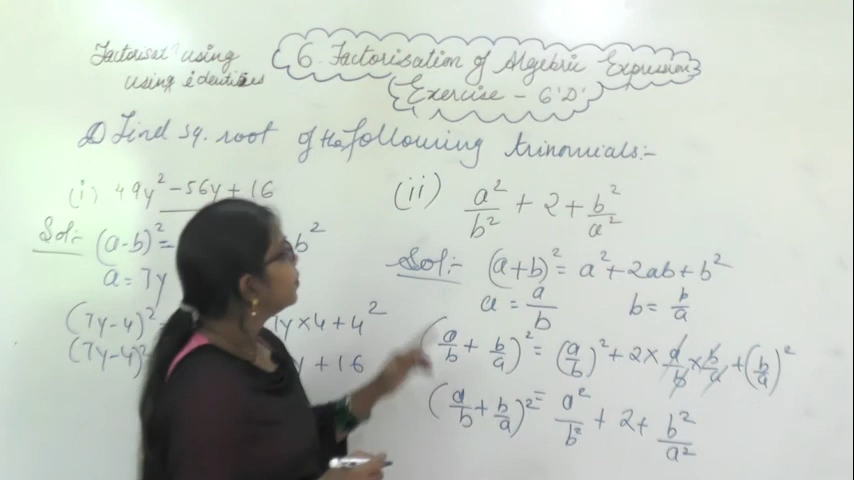 Factorisatⁿ using
using identities
6. Factorisation of Algebraic Expressions
Exercise - 6'D'
Find sq. root of the following trinomials:-
(i) 49y² - 56y + 16
Sol:- (a-b)² = b²
a = 7y
(7y-4)² = 7y × 4 + 4²
(7y-4)² y + 16
(ii) a²/b² + 2 + b²/a²
Sol:- (a+b)² = a² + 2ab + b²
a = a/b b = b/a
(a/b + b/a)² = (a/b)² + 2 × a/b × b/a + (b/a)²
(a/b + b/a)² = a²/b² + 2 + b²/a²